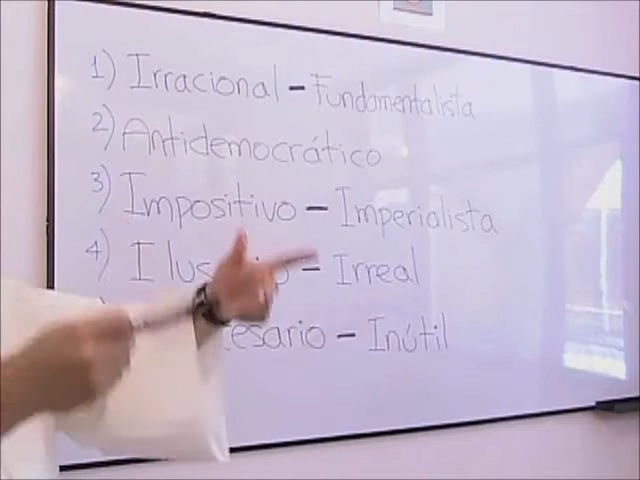 1) Irracional - Fundamentalista
2) Antidemocrático
3) Impositivo - Imperialista
4) - Irreal
- Inútil